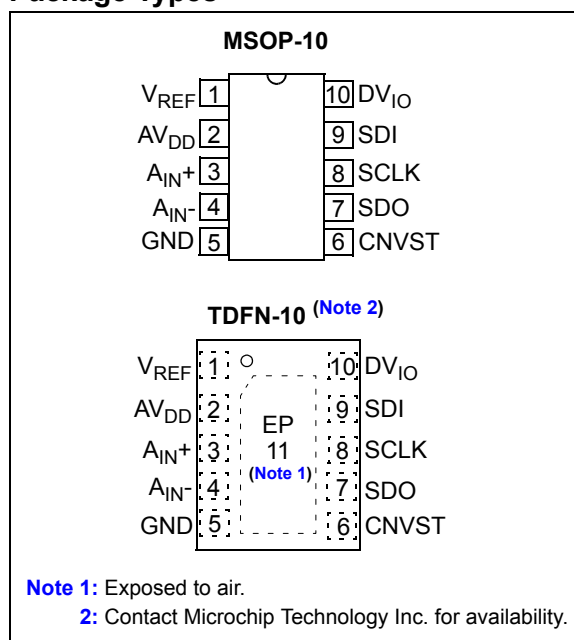 Package Types
MSOP-10
VREF 1 10 DVIO
AVDD 2 9 SDI
AIN+ 3 8 SCLK
AIN- 4 7 SDO
GND 5 6 CNVST
TDFN-10 (Note 2)
VREF 1 10 DVIO
AVDD 2 EP 9 SDI
AIN+ 3 11 8 SCLK
AIN- 4 (Note 1) 7 SDO
GND 5 6 CNVST
Note 1: Exposed to air.
2: Contact Microchip Technology Inc. for availability.